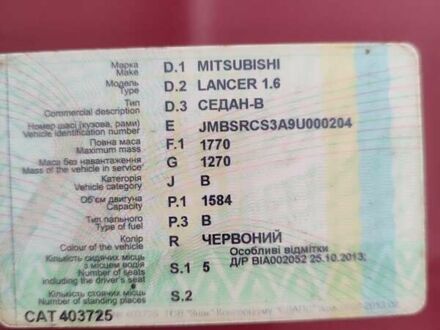 Марка D.1 MITSUBISHI
Make
Модель D.2 LANCER 1.6
Type
Тип D.3 СЕДАН-B
Commercial description
Номер шасі (кузова, рами) E JMBSRCS3A9U000204
Vehicle identification number
Повна маса F.1 1770
Maximum mass
Маса без навантаження G 1270
Mass of the vehicle in service
Категорія J B
Vehicle category
Об'єм двигуна P.1 1584
Capacity
Тип пального P.3 B
Type of fuel
Колір R ЧЕРВОНИЙ
Colour of the vehicle
Особливі відмітки
Кількість сидячих місць Д/Р ВІА002052 25.10.2013;
з місцем водія S.1 5
Number of seats
including the driver's seat
Кількість стоячих місць S.2
Number of standing places
САТ 403725